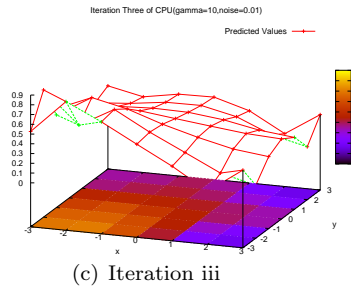 Iteration Three of CPU(gamma=10,noise=0.01)
Predicted Values
0.9
0.8
0.7
0.6
0.5
0.4
0.3
0.2
0.1
0
-3 -2 -1 0 1 2 3
x
-3 -2 -1 0 1 2 3
y
(c) Iteration iii